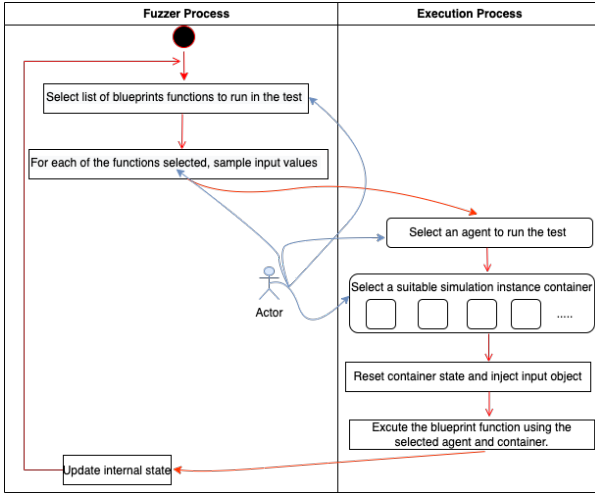 Fuzzer Process
Execution Process
Select list of blueprints functions to run in the test
For each of the functions selected, sample input values
Select an agent to run the test
Actor
Select a suitable simulation instance container
.....
Reset container state and inject input object
Excute the blueprint function using the
selected agent and container.
Update internal state